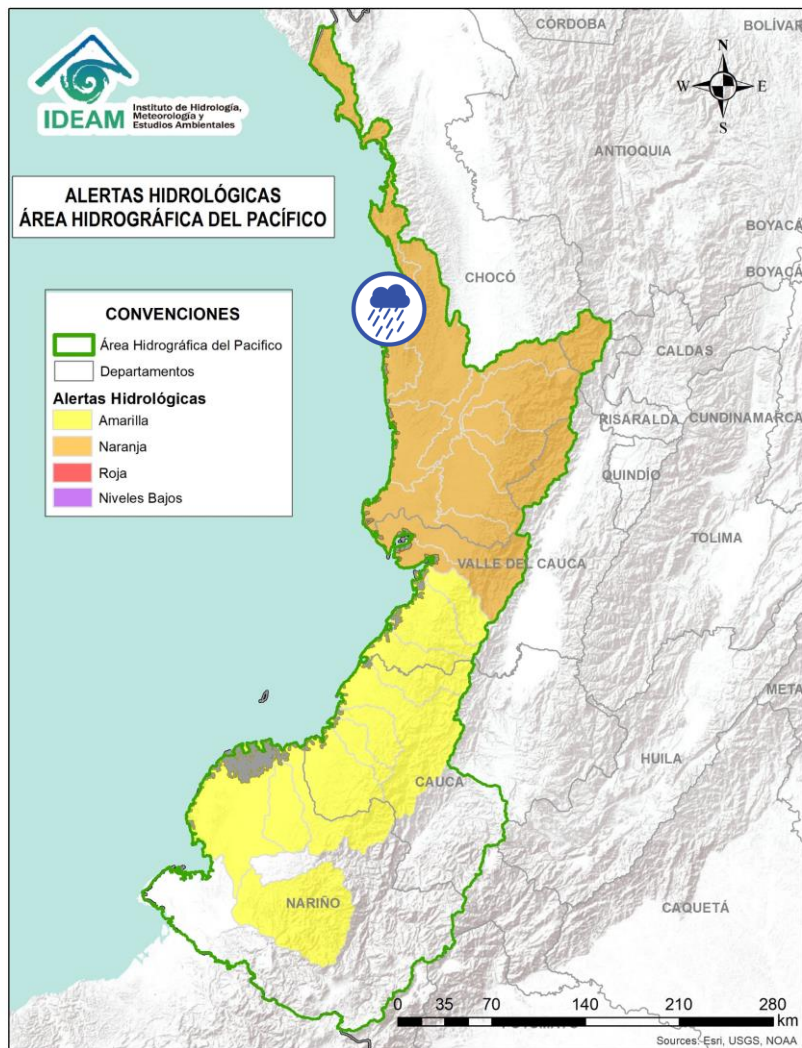 IDEAM
Instituto de Hidrología,
Meteorología y
Estudios Ambientales
CÓRDOBA
BOLÍVAR
N
W
E
S
ALERTAS HIDROLÓGICAS
ÁREA HIDROGRÁFICA DEL PACÍFICO
ANTIOQUIA
BOYACÁ
BOYACÁ
CHOCÓ
CONVENCIONES
Área Hidrográfica del Pacifico
Departamentos
Alertas Hidrológicas
Amarilla
Naranja
Roja
Niveles Bajos
CALDAS
RISARALDA
CUNDINAMARCA
QUINDÍO
TOLIMA
VALLE DEL CAUCA
META
HUILA
CAUCA
NARIÑO
CAQUETÁ
0 35 70 140 210 280
km
Sources: Esri, USGS, NOAA